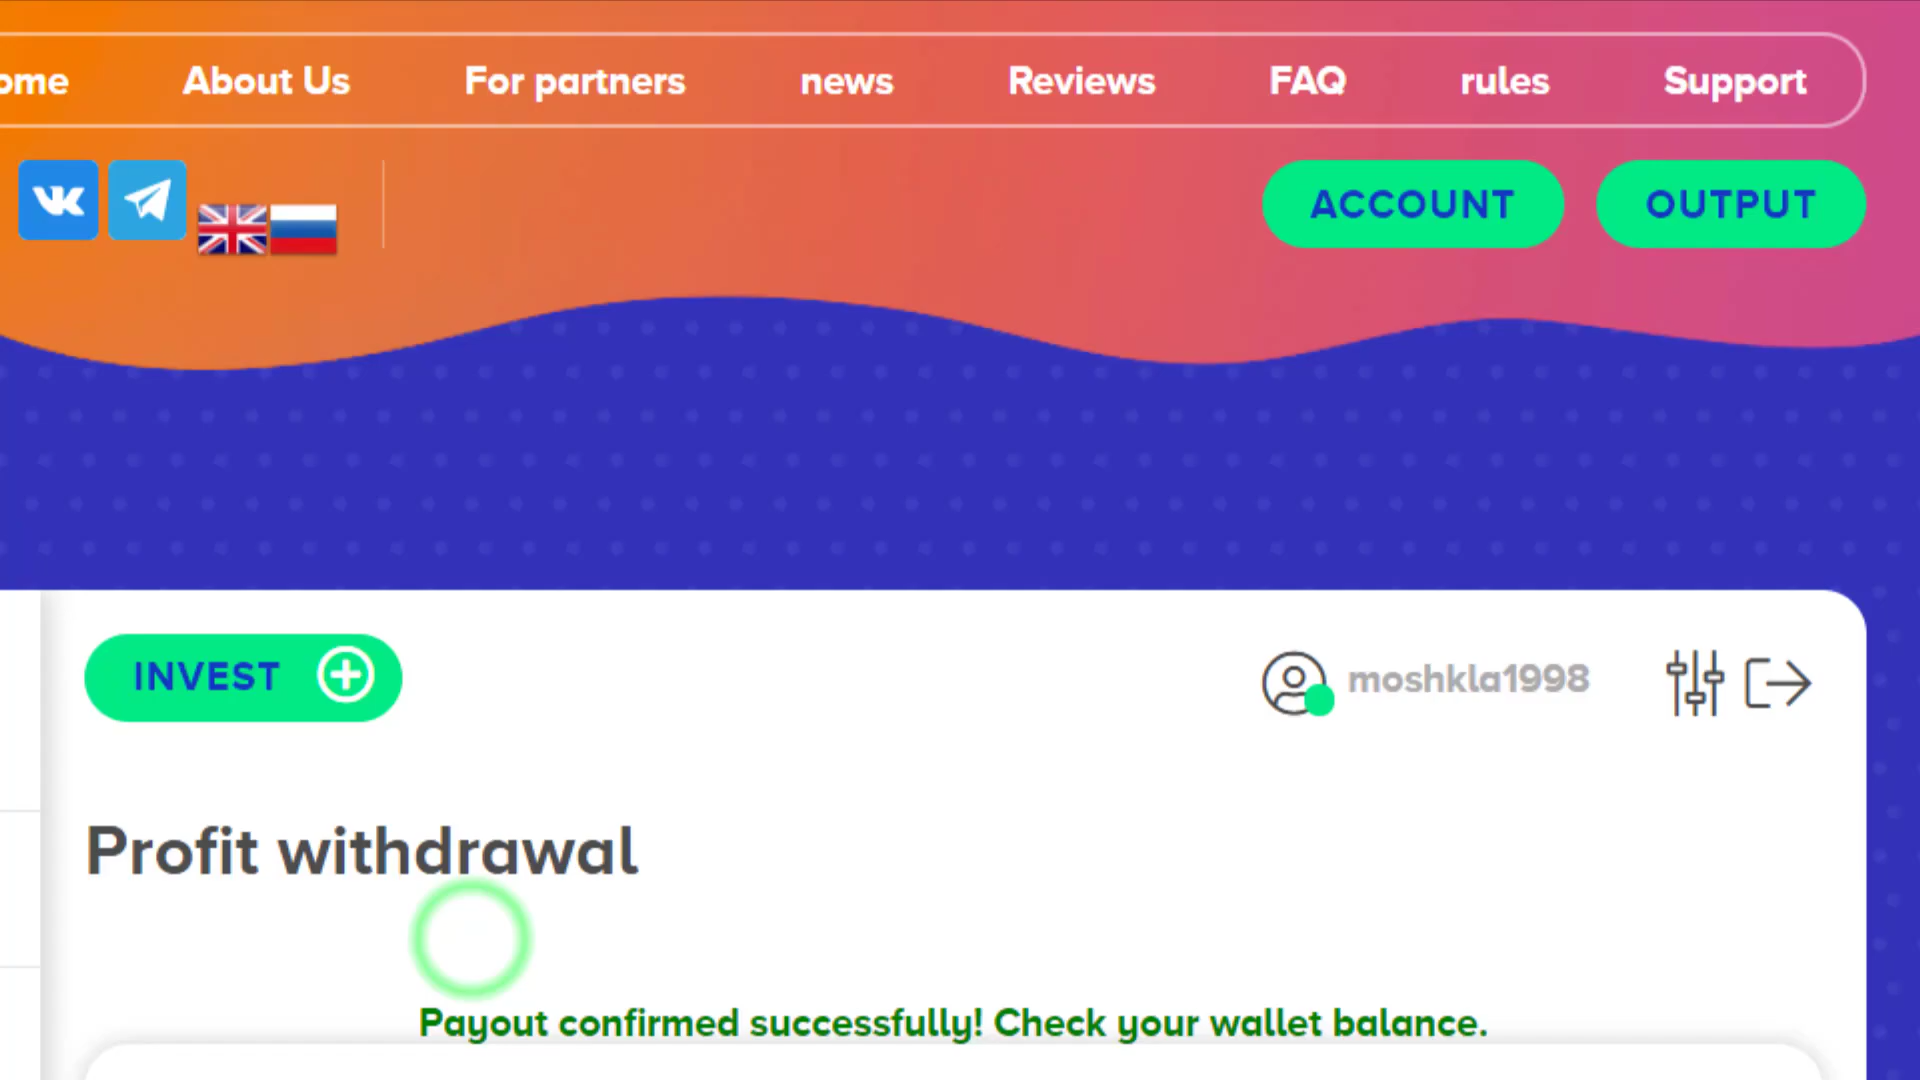 ome About Us For partners news Reviews FAQ rules Support
VK ACCOUNT OUTPUT
INVEST moshkla1998
Profit withdrawal
Payout confirmed successfully! Check your wallet balance.